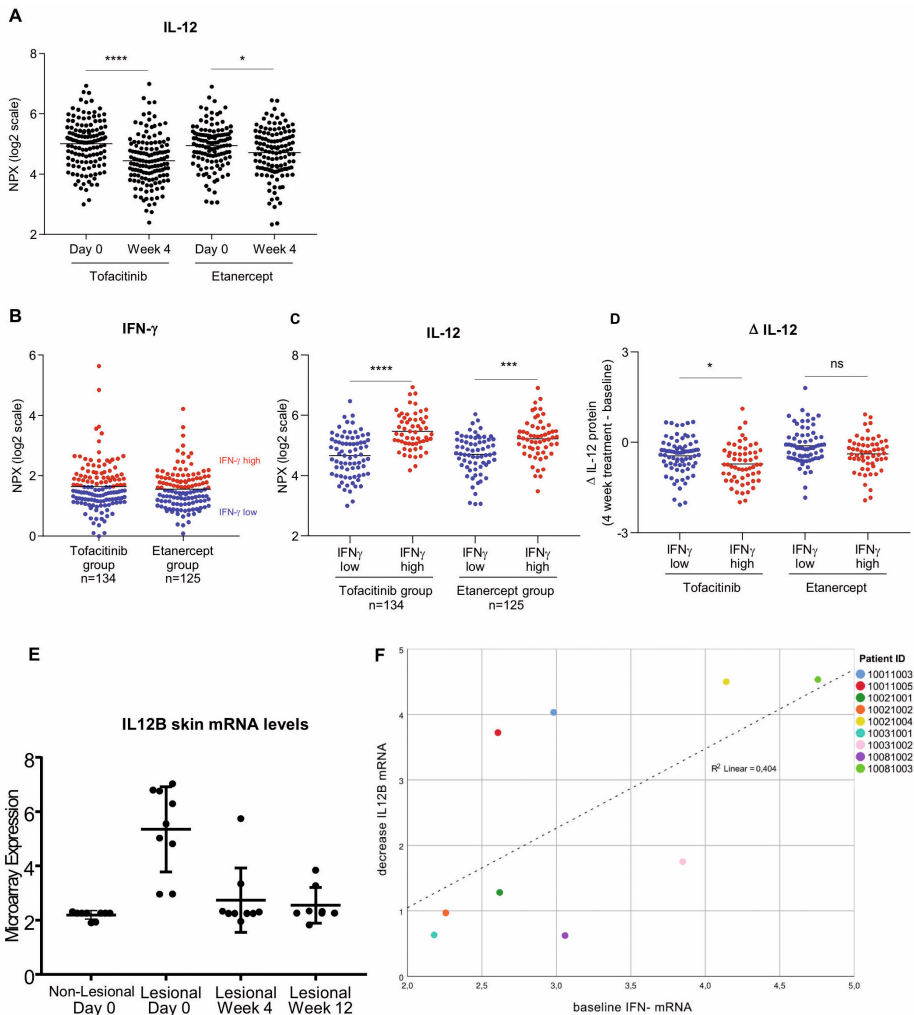 A
IL-12
NPX (log2 scale)
8
6
4
2
****
*
Day 0 Week 4 Day 0 Week 4
Tofacitinib Etanercept
B
IFN-γ
NPX (log2 scale)
6
4
2
0
IFN-γ high
IFN-γ low
Tofacitinib
group
n=134
Etanercept
group
n=125
C
IL-12
NPX (log2 scale)
8
6
4
2
****
***
IFNγ
low
IFNγ
high
IFNγ
low
IFNγ
high
Tofacitinib group
n=134
Etanercept group
n=125
D
Δ IL-12
Δ IL-12 protein
(4 week treatment - baseline)
3
-0
-3
*
ns
IFNγ
low
IFNγ
high
IFNγ
low
IFNγ
high
Tofacitinib Etanercept
E
IL12B skin mRNA levels
Microarray Expression
8
6
4
2
0
Non-Lesional
Day 0
Lesional
Day 0
Lesional
Week 4
Lesional
Week 12
F
decrease IL12B mRNA
5
4
3
2
1
0
R² Linear = 0,404
2,0 2,5 3,0 3,5 4,0 4,5 5,0
baseline IFN- mRNA
Patient ID
10011003
10011005
10021001
10021002
10021004
10031001
10031002
10081002
10081003